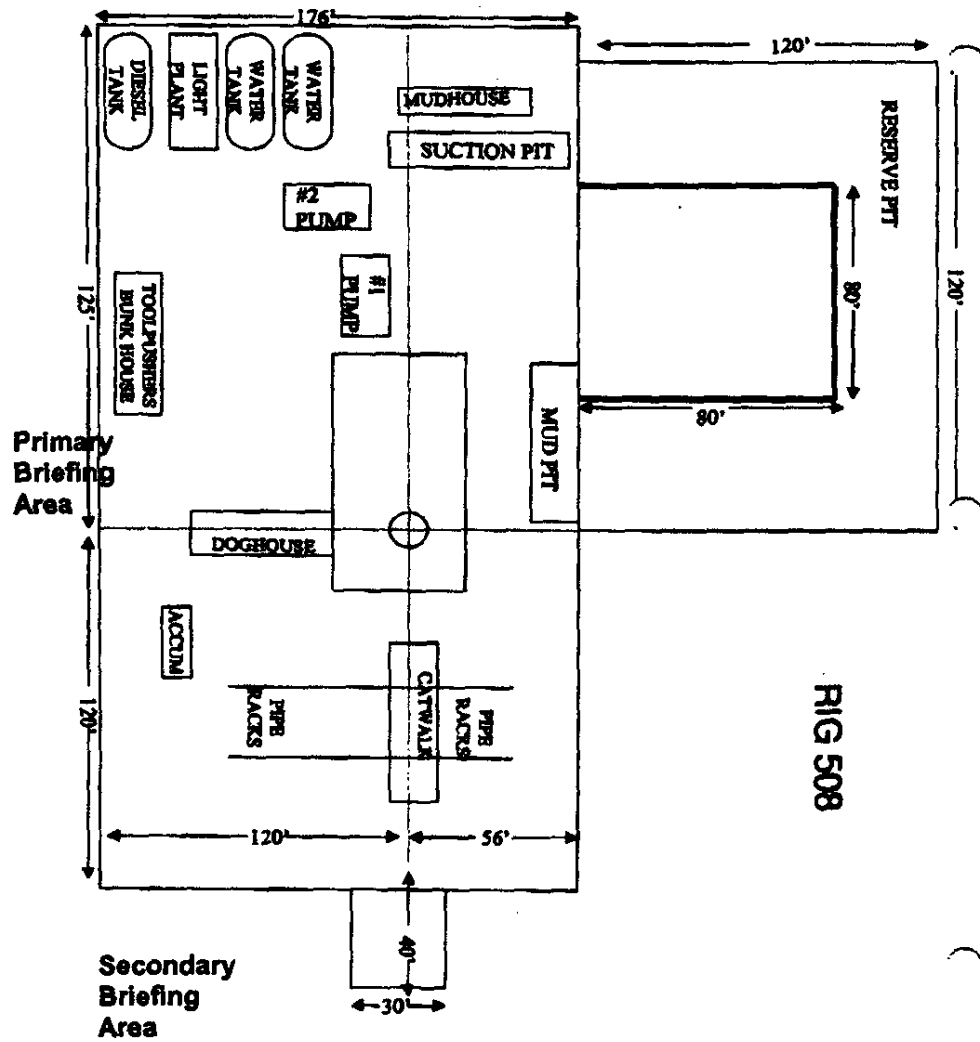 176'
120'
DIESEL
TANK
LIGHT
PLANT
WATER
TANK
WATER
TANK
MUDHOUSE
SUCTION PIT
RESERVE PIT
#2
PUMP
#1
PUMP
125'
TOOLPUSHERS
BUNK HOUSE
80'
120'
80'
MUD PIT
Primary
Briefing
Area
DOGHOUSE
ACCUM
120'
PIPE
RACKS
CATWALK
PIPE
RACKS
RIG 508
120'
56'
40'
30'
Secondary
Briefing
Area